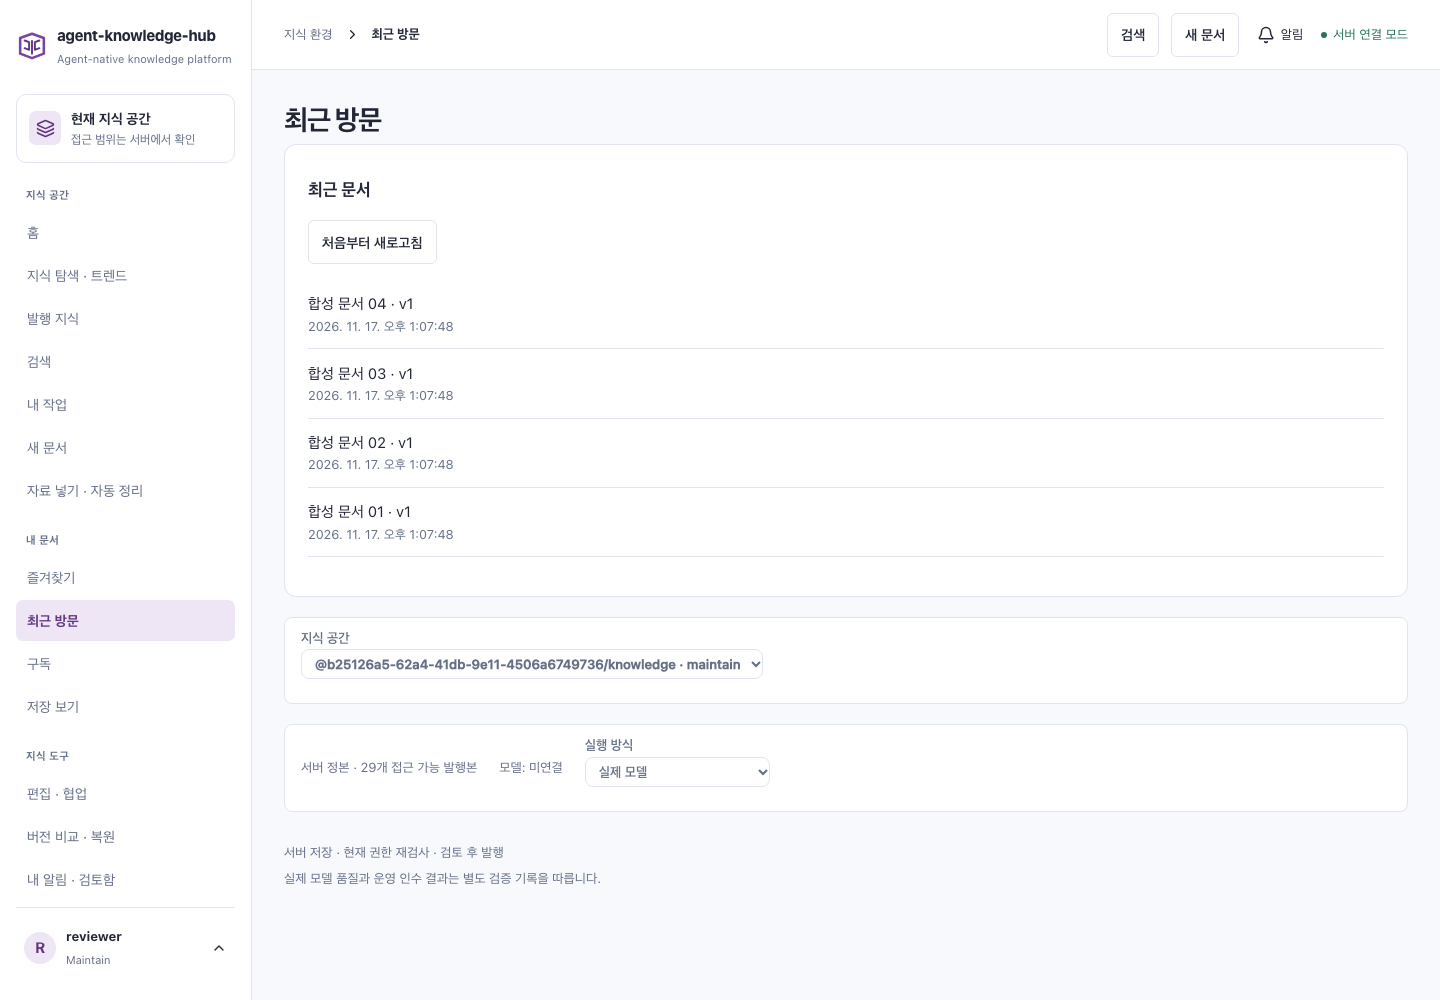 agent-knowledge-hub
Agent-native knowledge platform
현재 지식 공간
접근 범위는 서버에서 확인
지식 공간
홈
지식 탐색 · 트렌드
발행 지식
검색
내 작업
새 문서
자료 넣기 · 자동 정리
내 문서
즐겨찾기
최근 방문
구독
저장 보기
지식 도구
편집 · 협업
버전 비교 · 복원
내 알림 · 검토함
R
reviewer
Maintain
지식 환경
최근 방문
검색
새 문서
알림
서버 연결 모드
최근 방문
최근 문서
처음부터 새로고침
합성 문서 04 · v1
2026. 11. 17. 오후 1:07:48
합성 문서 03 · v1
2026. 11. 17. 오후 1:07:48
합성 문서 02 · v1
2026. 11. 17. 오후 1:07:48
합성 문서 01 · v1
2026. 11. 17. 오후 1:07:48
지식 공간
@b25126a5-62a4-41db-9e11-4506a6749736/knowledge · maintain
서버 정본 · 29개 접근 가능 발행본
모델: 미연결
실행 방식
실제 모델
서버 저장 · 현재 권한 재검사 · 검토 후 발행
실제 모델 품질과 운영 인수 결과는 별도 검증 기록을 따릅니다.